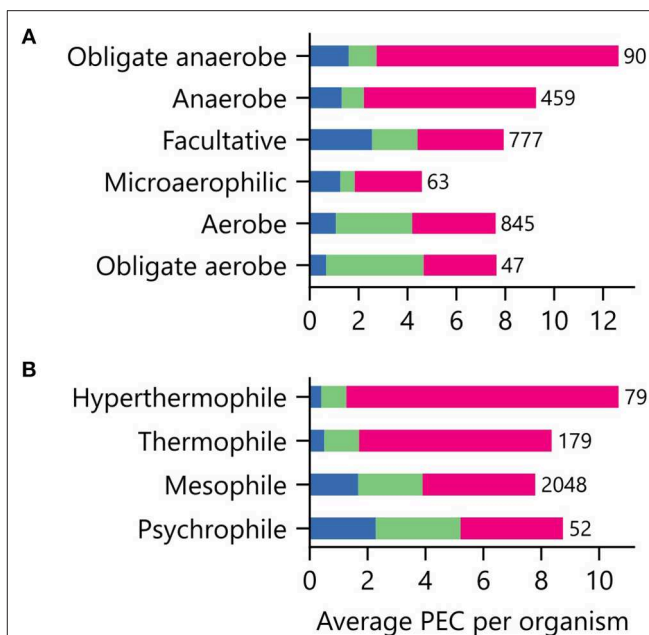 A
Obligate anaerobe 90
Anaerobe 459
Facultative 777
Microaerophilic 63
Aerobe 845
Obligate aerobe 47
0 2 4 6 8 10 12
B
Hyperthermophile 79
Thermophile 179
Mesophile 2048
Psychrophile 52
0 2 4 6 8 10
Average PEC per organism